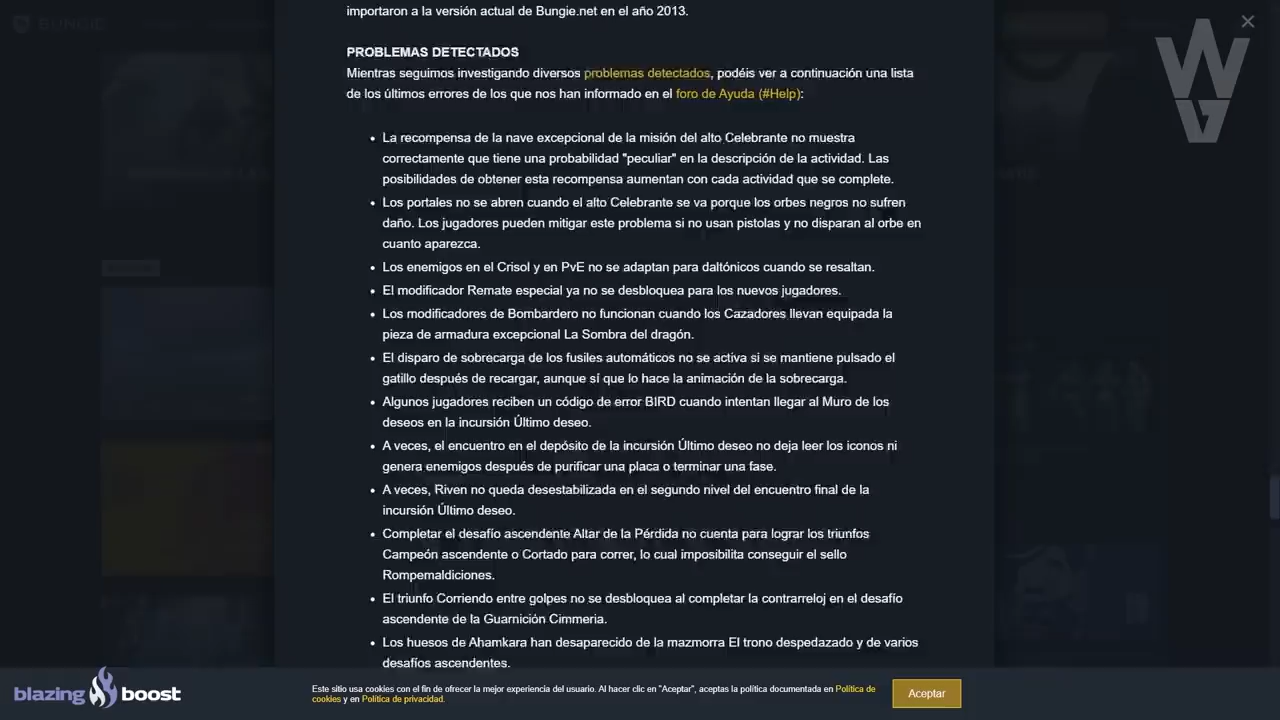 BUNGIE
importaron a la versión actual de Bungie.net en el año 2013.
PROBLEMAS DETECTADOS
Mientras seguimos investigando diversos problemas detectados, podéis ver a continuación una lista
de los últimos errores de los que nos han informado en el foro de Ayuda (#Help):
• La recompensa de la nave excepcional de la misión del alto Celebrante no muestra
correctamente que tiene una probabilidad "peculiar" en la descripción de la actividad. Las
posibilidades de obtener esta recompensa aumentan con cada actividad que se complete.
• Los portales no se abren cuando el alto Celebrante se va porque los orbes negros no sufren
daño. Los jugadores pueden mitigar este problema si no usan pistolas y no disparan al orbe en
cuanto aparezca.
• Los enemigos en el Crisol y en PvE no se adaptan para daltónicos cuando se resaltan.
• El modificador Remate especial ya no se desbloquea para los nuevos jugadores.
• Los modificadores de Bombardero no funcionan cuando los Cazadores llevan equipada la
pieza de armadura excepcional La Sombra del dragón.
• El disparo de sobrecarga de los fusiles automáticos no se activa si se mantiene pulsado el
gatillo después de recargar, aunque sí que lo hace la animación de la sobrecarga.
• Algunos jugadores reciben un código de error BIRD cuando intentan llegar al Muro de los
deseos en la incursión Último deseo.
• A veces, el encuentro en el depósito de la incursión Último deseo no deja leer los iconos ni
genera enemigos después de purificar una placa o terminar una fase.
• A veces, Riven no queda desestabilizada en el segundo nivel del encuentro final de la
incursión Último deseo.
• Completar el desafío ascendente Altar de la Pérdida no cuenta para lograr los triunfos
Campeón ascendente o Cortado para correr, lo cual imposibilita conseguir el sello
Rompemaldiciones.
• El triunfo Corriendo entre golpes no se desbloquea al completar la contrarreloj en el desafío
ascendente de la Guarnición Cimmeria.
• Los huesos de Ahamkara han desaparecido de la mazmorra El trono despedazado y de varios
desafíos ascendentes.
blazing boost
Este sitio usa cookies con el fin de ofrecer la mejor experiencia del usuario. Al hacer clic en "Aceptar", aceptas la política documentada en Política de
cookies y en Política de privacidad.
Aceptar